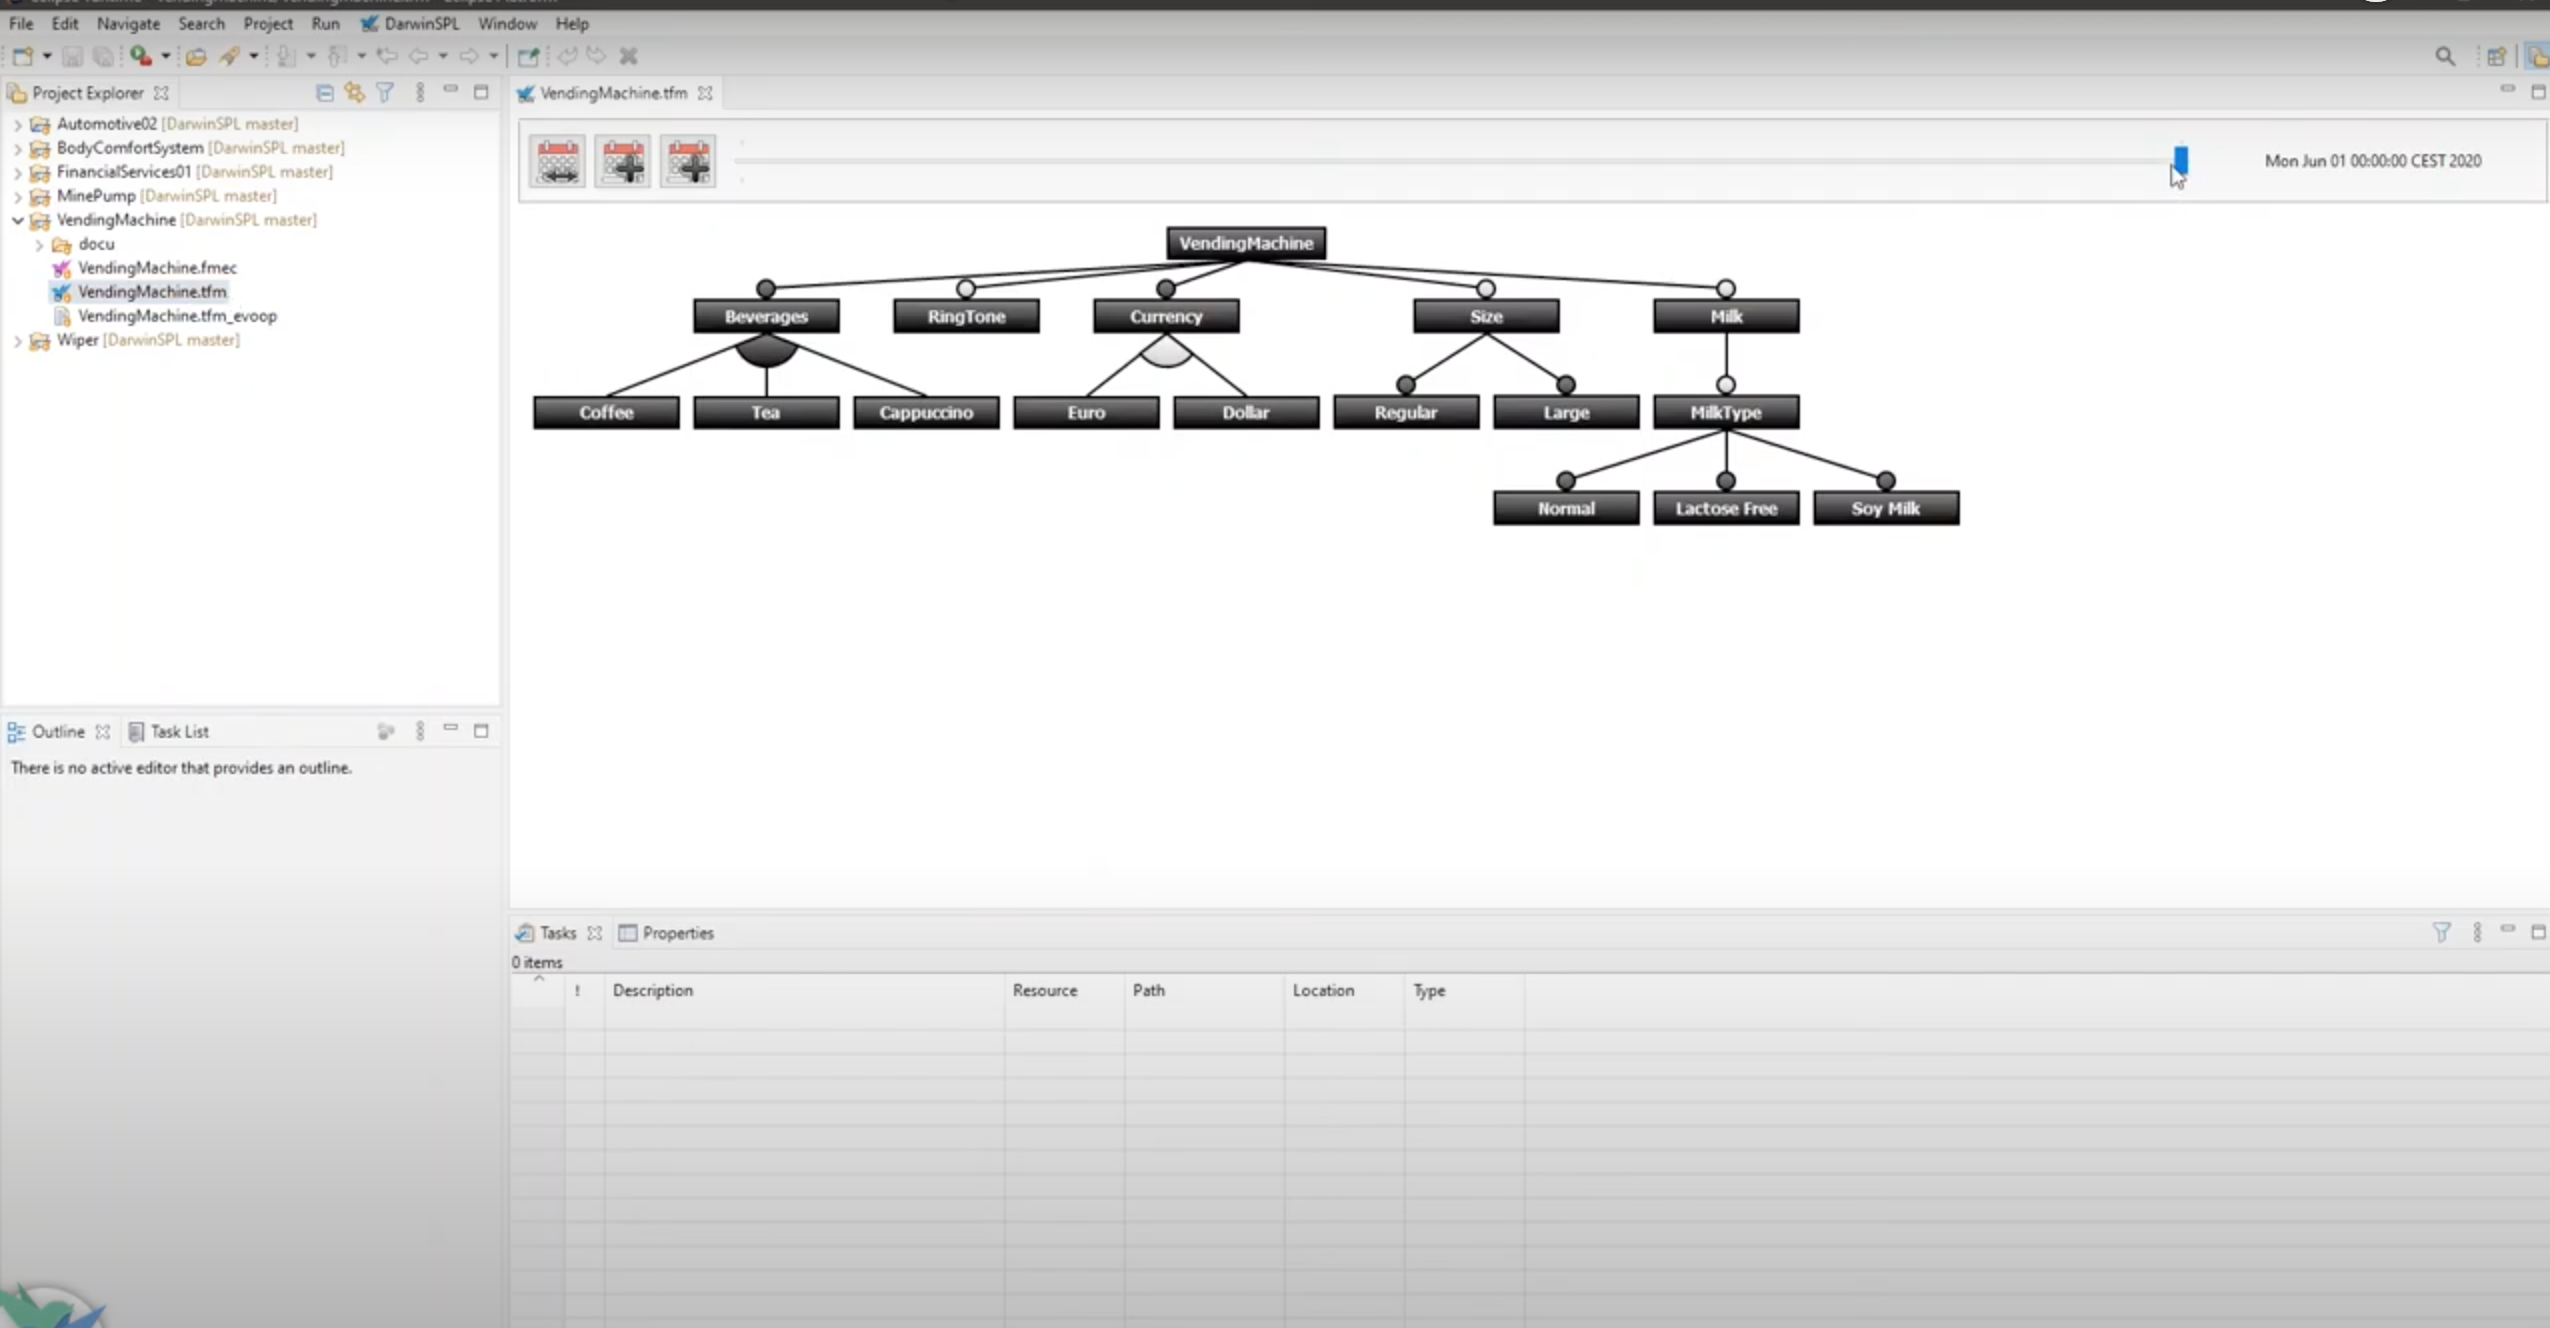 File Edit Navigate Search Project Run DarwinSPL Window Help
Project Explorer
Automotive02 [DarwinSPL master]
BodyComfortSystem [DarwinSPL master]
FinancialServices01 [DarwinSPL master]
MinePump [DarwinSPL master]
VendingMachine [DarwinSPL master]
docu
VendingMachine.fmec
VendingMachine.tfm
VendingMachine.tfm_evoop
Wiper [DarwinSPL master]
Outline Task List
There is no active editor that provides an outline.
VendingMachine.tfm
Mon Jun 01 00:00:00 CEST 2020
VendingMachine
Beverages RingTone Currency Size Milk
Coffee Tea Cappuccino Euro Dollar Regular Large MilkType
Normal Lactose Free Soy Milk
Tasks Properties
0 items
! Description Resource Path Location Type